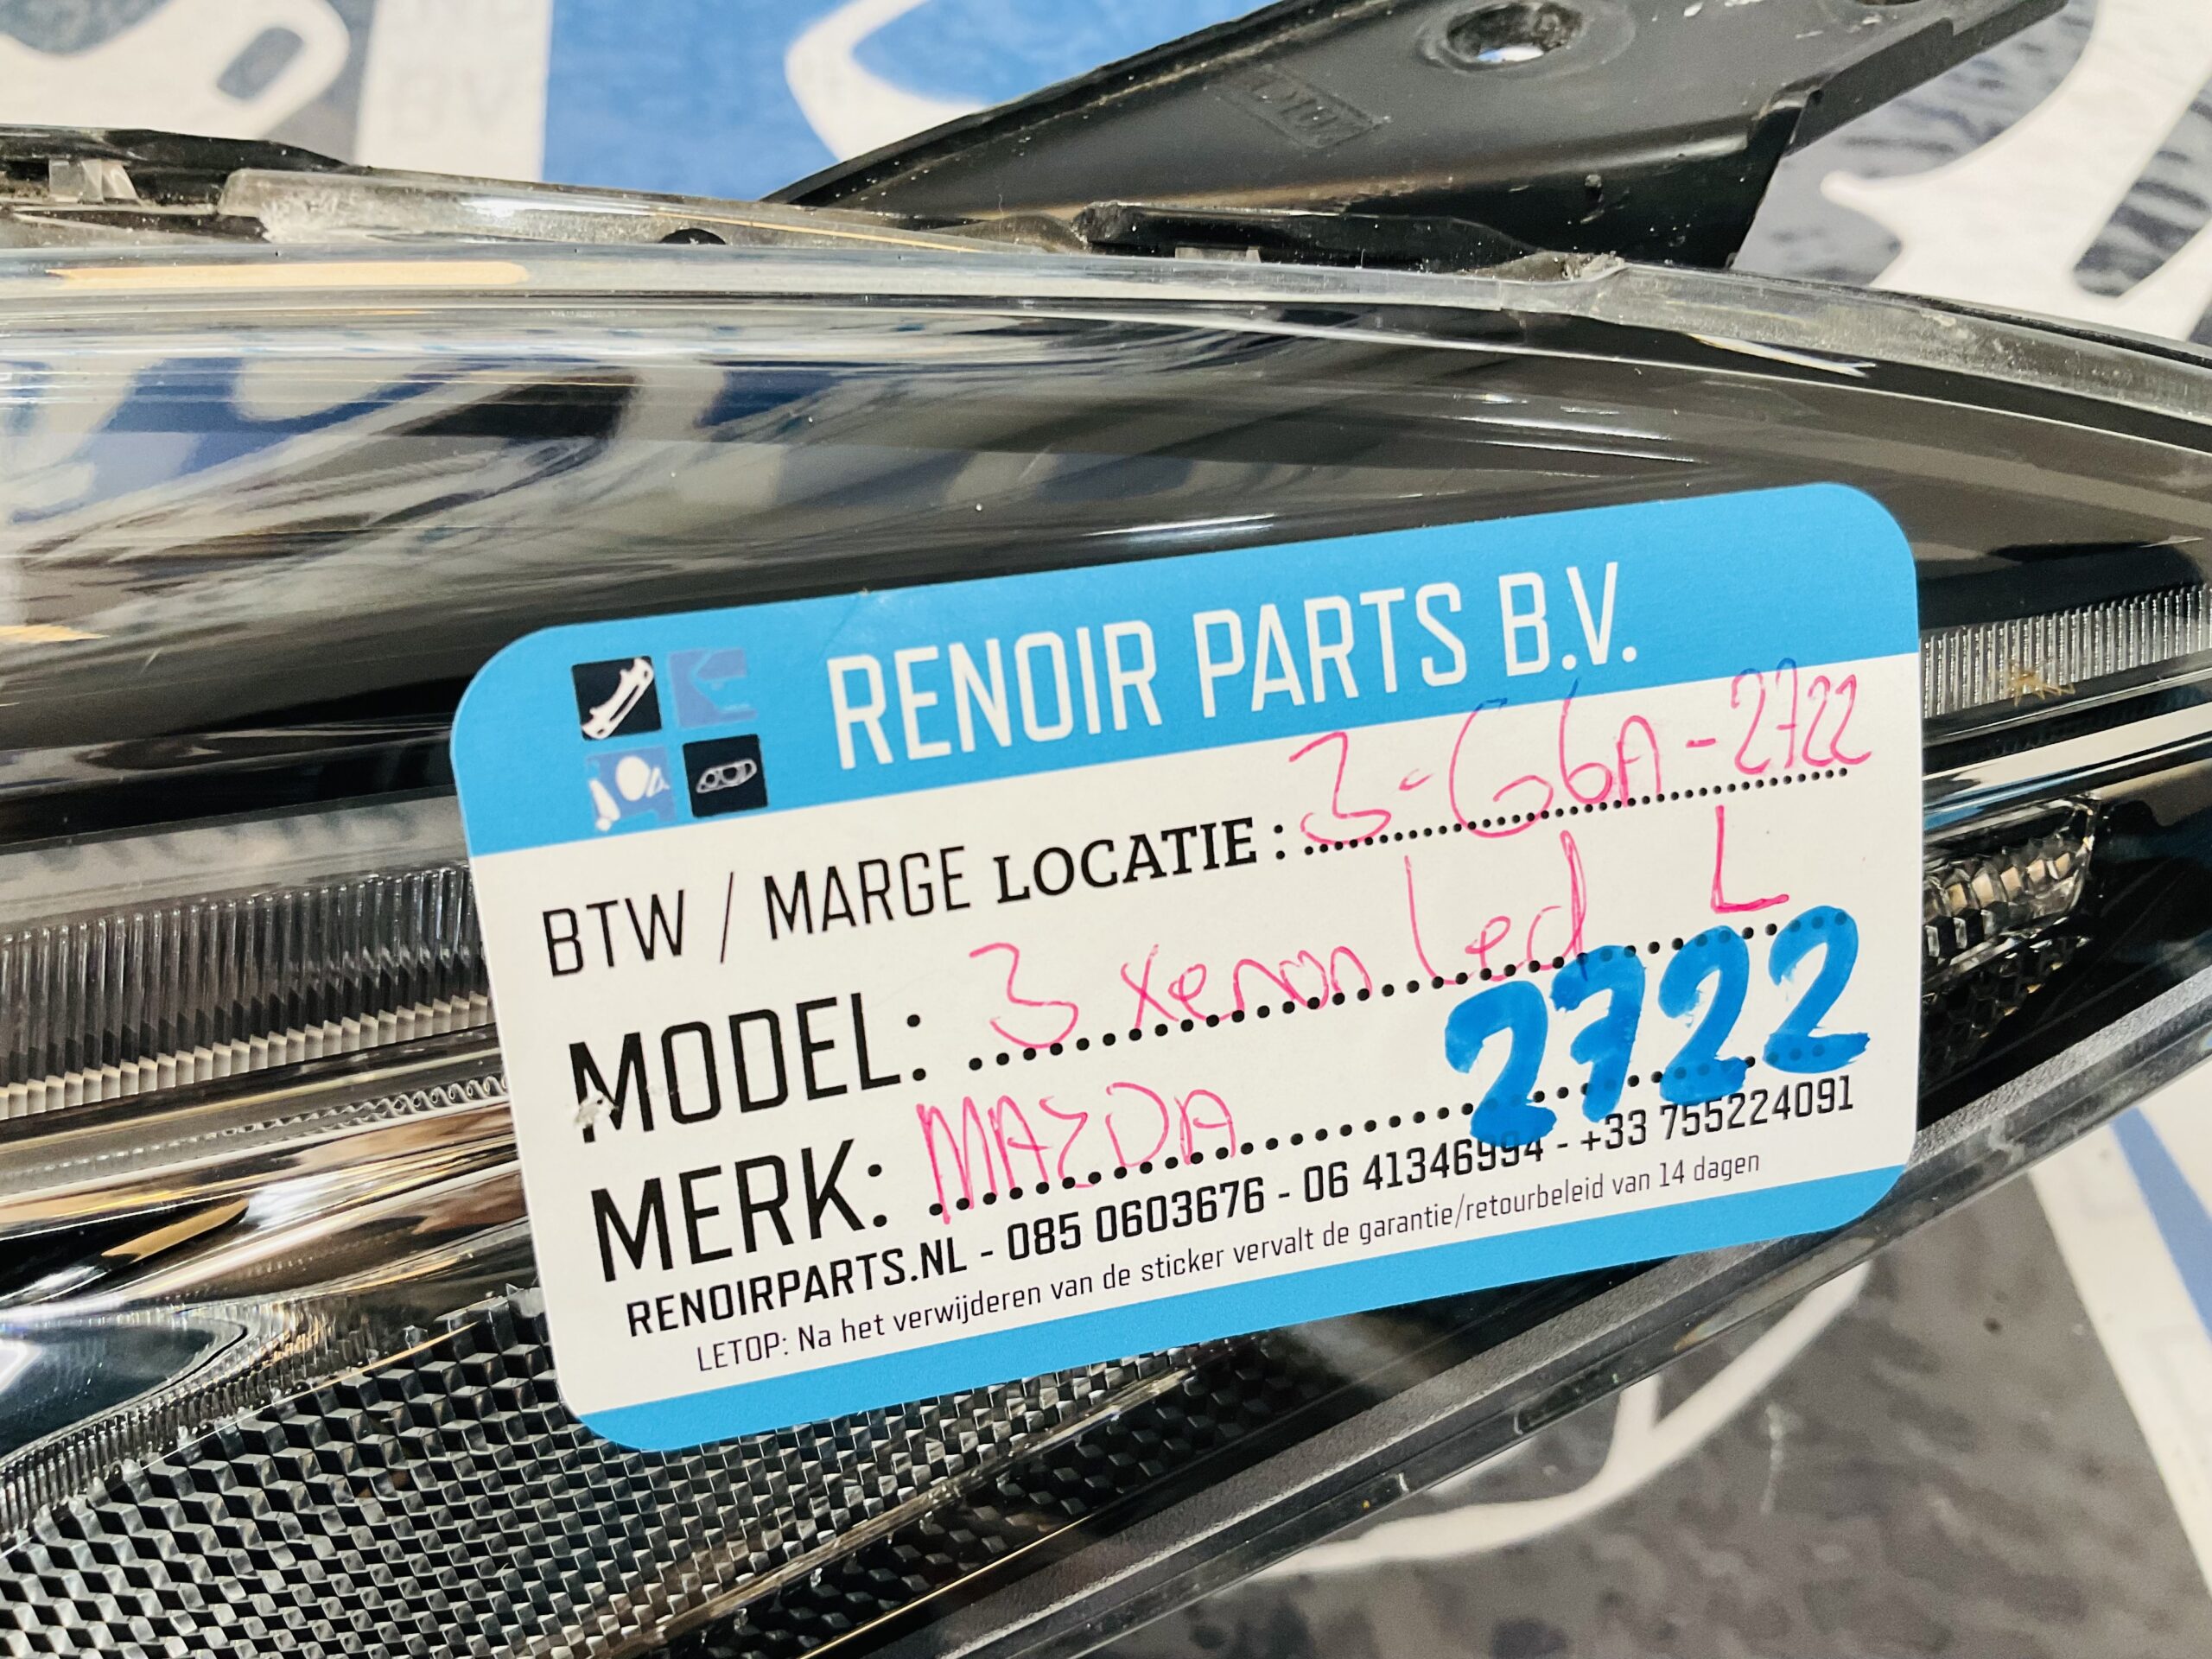 RENOIR PARTS B.V.
BTW / MARGE LOCATIE : 3-G6A-2722
MODEL: 3 xenon led L
2722
MERK: MAZDA
RENOIRPARTS.NL - 085 0603676 - 06 41346994 - +33 755224091
LETOP: Na het verwijderen van de sticker vervalt de garantie/retourbeleid van 14 dagen